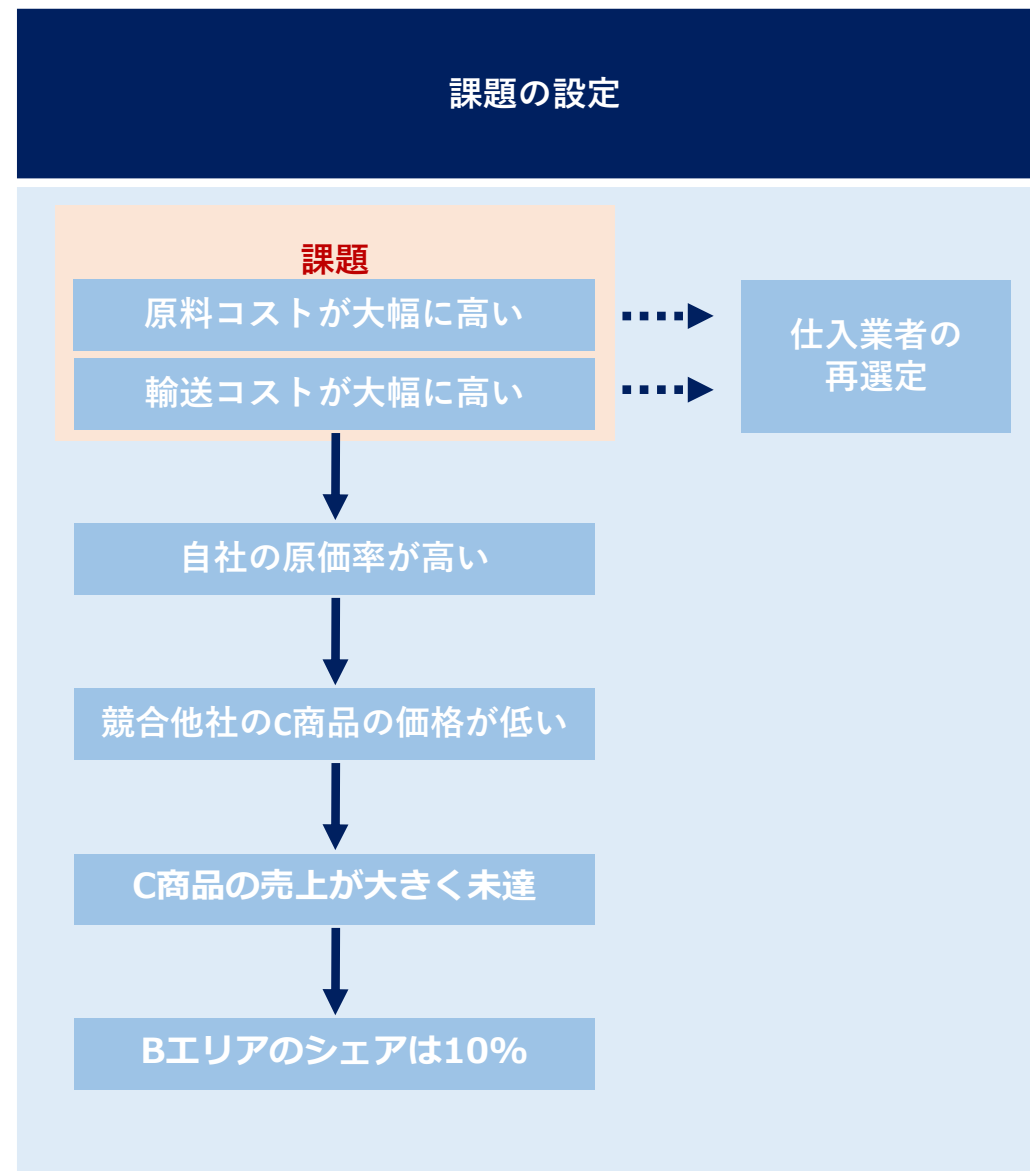 課題の設定
課題
原料コストが大幅に高い
輸送コストが大幅に高い
仕入業者の
再選定
自社の原価率が高い
競合他社のC商品の価格が低い
C商品の売上が大きく未達
Bエリアのシェアは10%